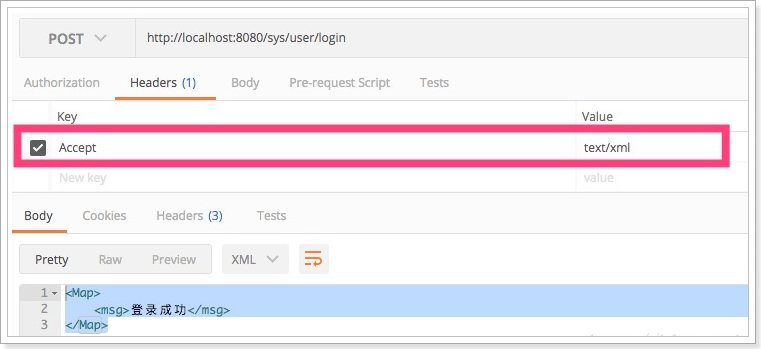 POST http://localhost:8080/sys/user/login
Authorization Headers (1) Body Pre-request Script Tests
Key Value
Accept text/xml
New key value
Body Cookies Headers (3) Tests
Pretty Raw Preview XML
1 <Map>
2 <msg>登录成功</msg>
3 </Map>